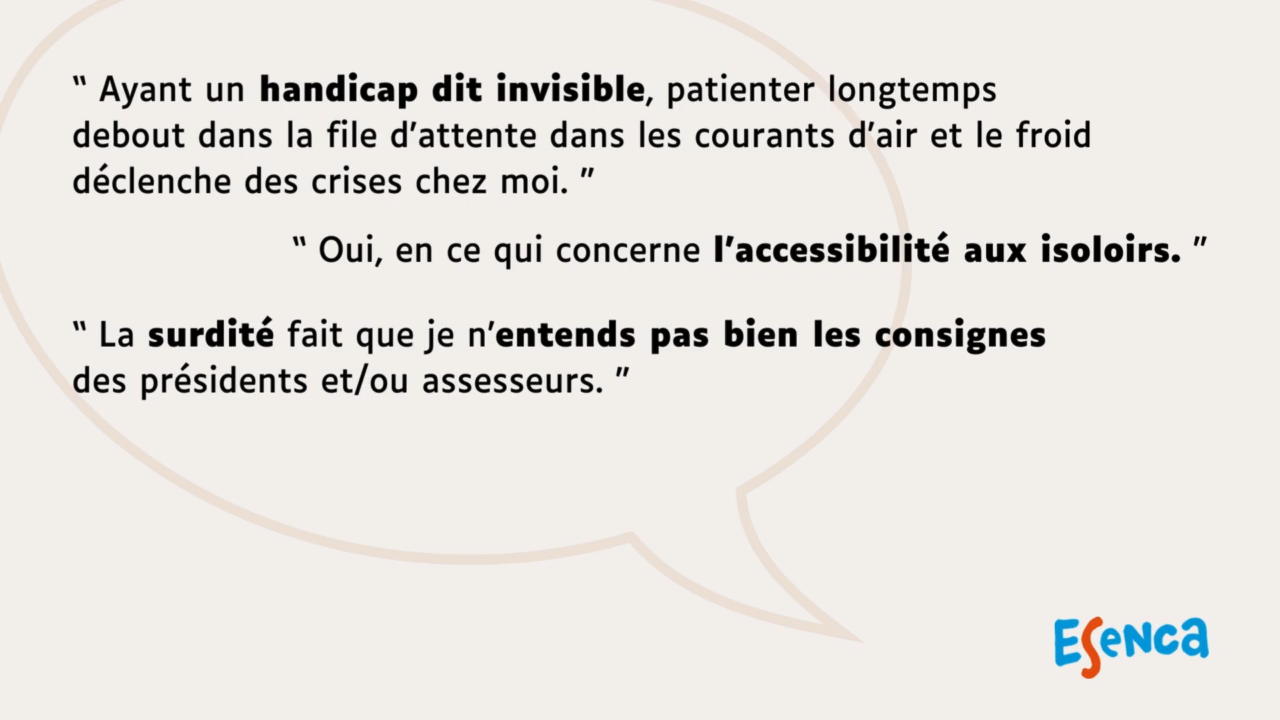 “ Ayant un handicap dit invisible, patienter longtemps
debout dans la file d’attente dans les courants d’air et le froid
déclenche des crises chez moi. ”
“ Oui, en ce qui concerne l’accessibilité aux isoloirs. ”
“ La surdité fait que je n’entends pas bien les consignes
des présidents et/ou assesseurs. ”
Esenca